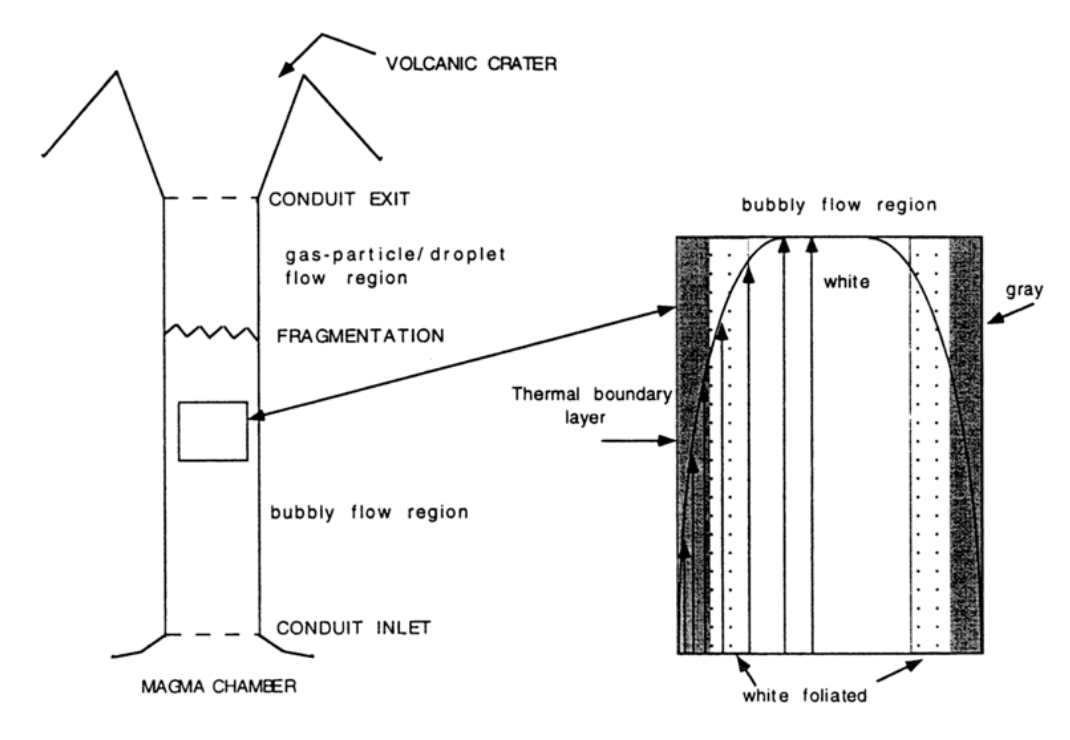 VOLCANIC CRATER
CONDUIT EXIT
gas-particle/droplet
flow region
FRAGMENTATION
bubbly flow region
CONDUIT INLET
MAGMA CHAMBER
bubbly flow region
white
gray
Thermal boundary
layer
white foliated